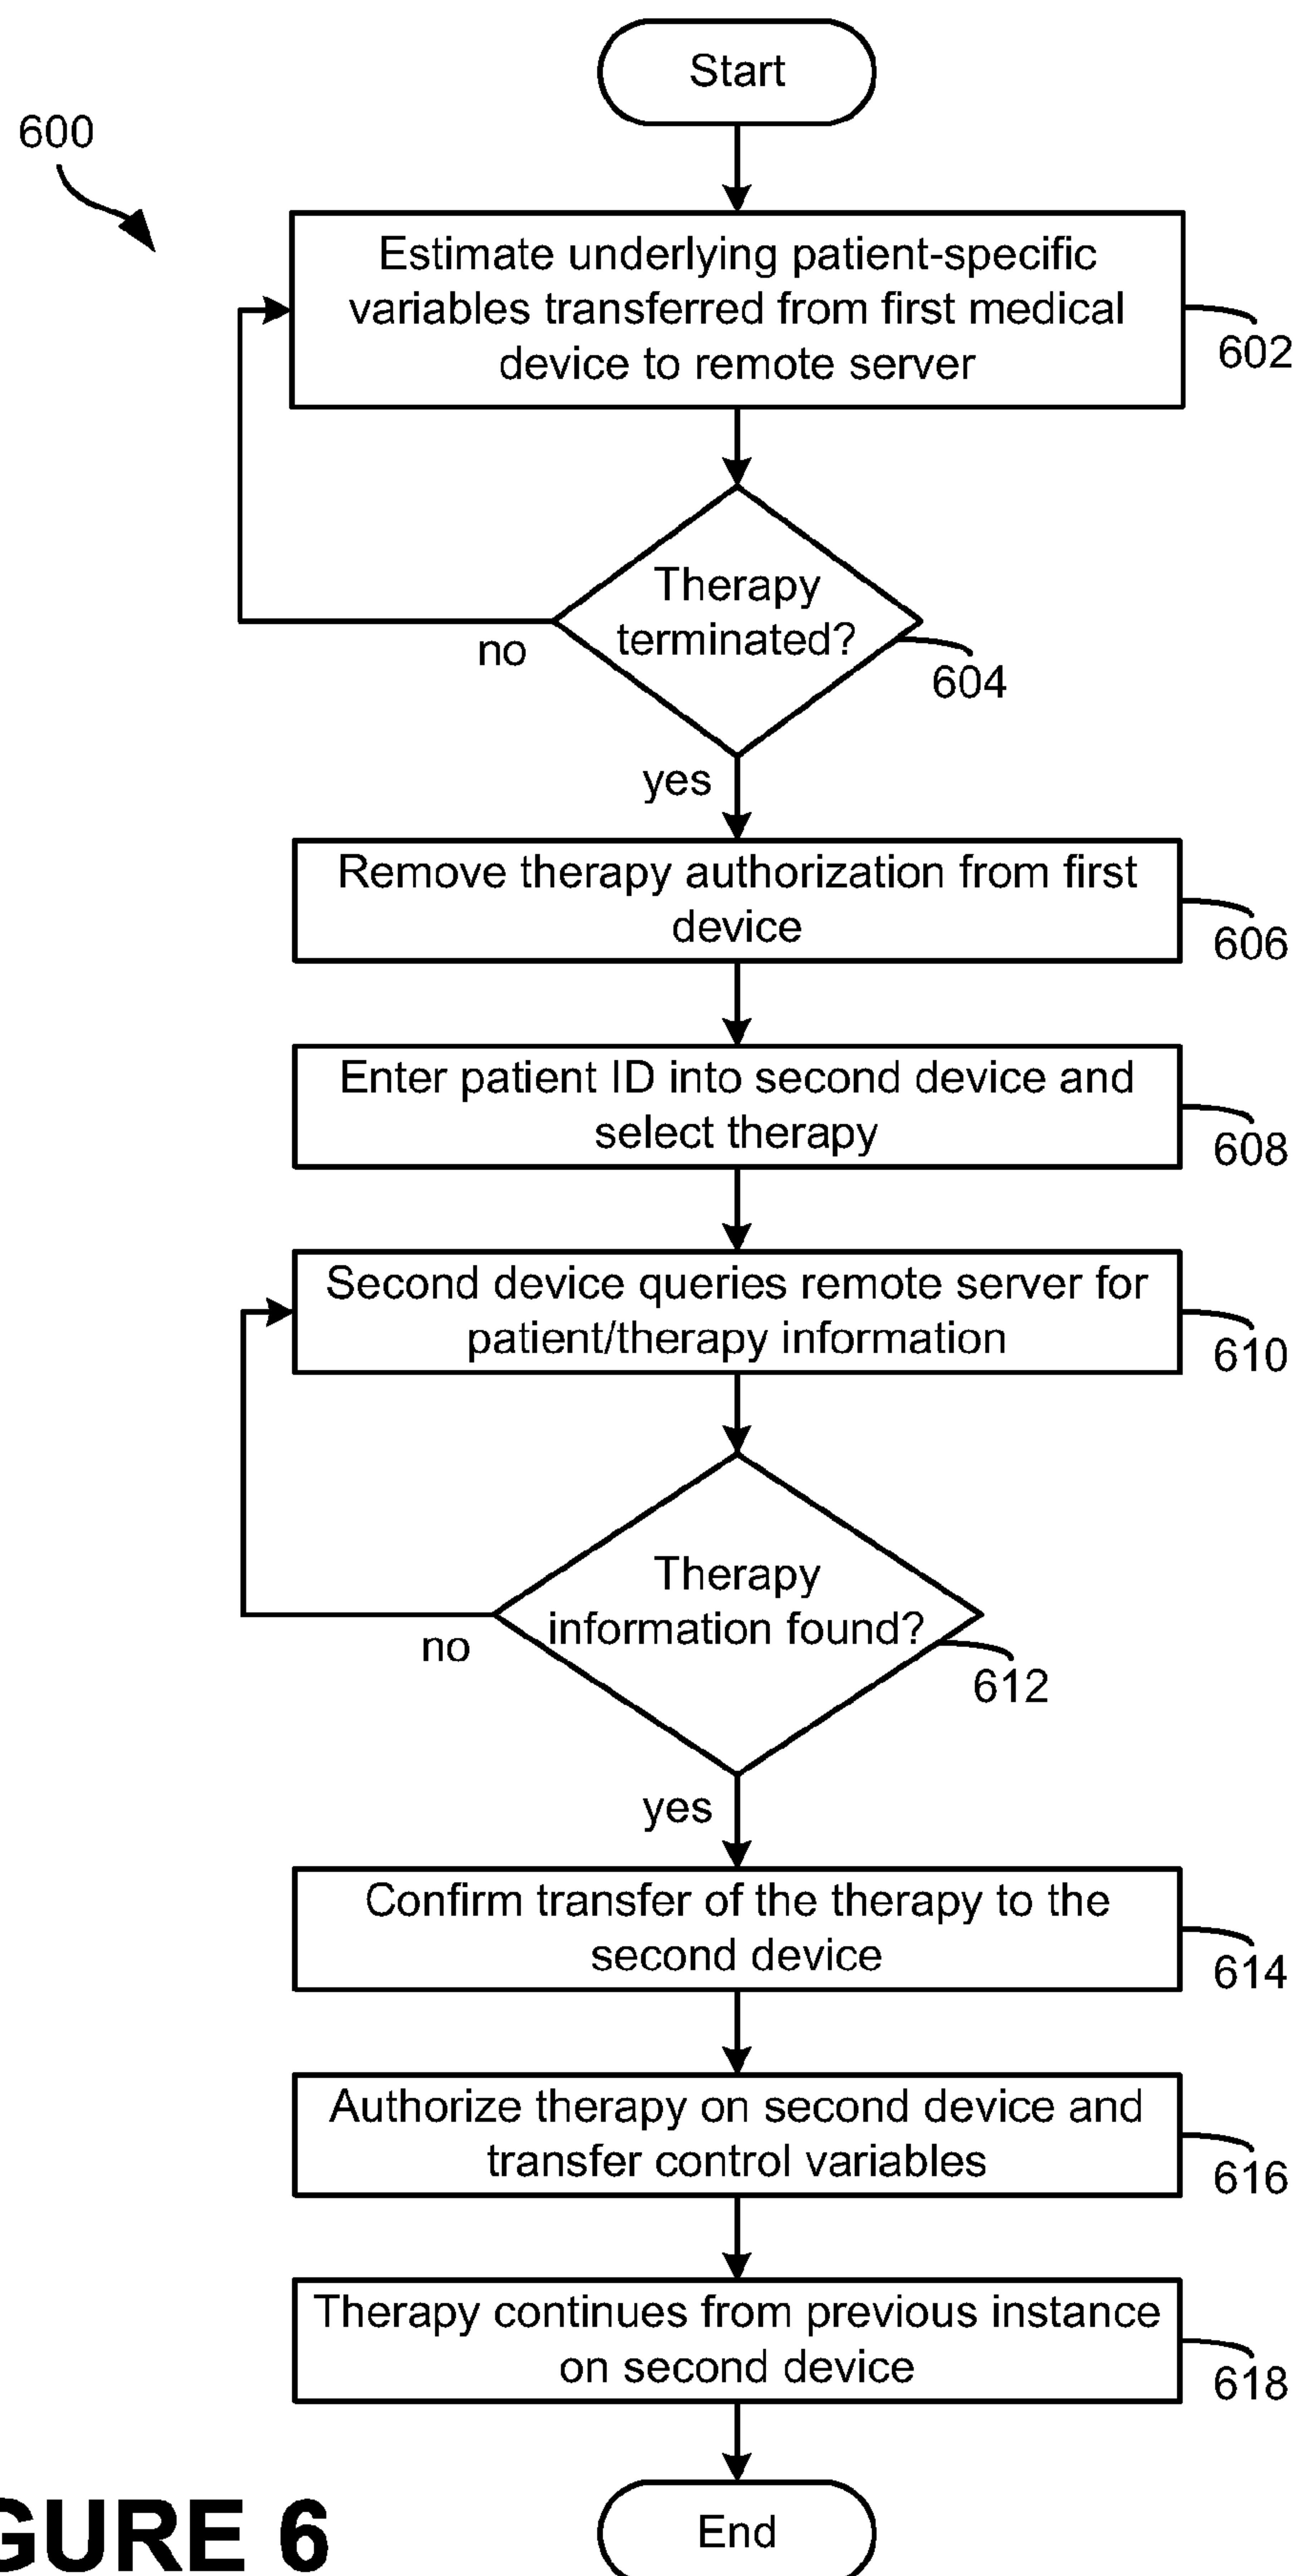 Start
600
Estimate underlying patient-specific
variables transferred from first medical
device to remote server
602
Therapy
terminated?
604
no
yes
Remove therapy authorization from first
device
606
Enter patient ID into second device and
select therapy
608
Second device queries remote server for
patient/therapy information
610
Therapy
information found?
612
no
yes
Confirm transfer of the therapy to the
second device
614
Authorize therapy on second device and
transfer control variables
616
Therapy continues from previous instance
on second device
618
End
GURE 6